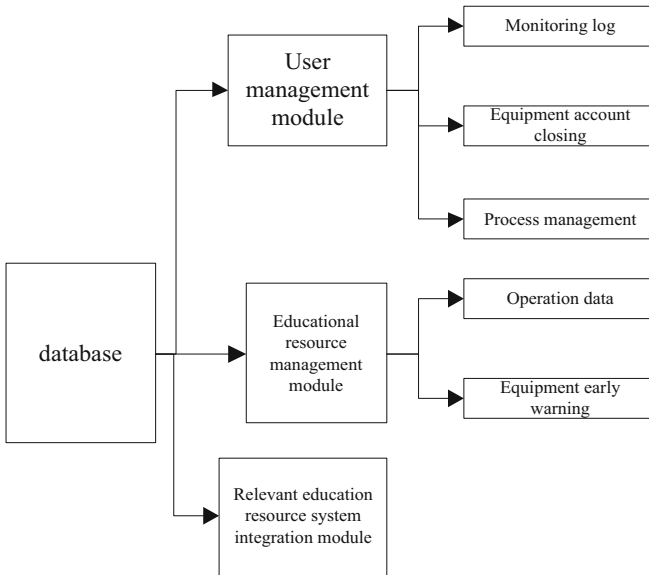 Monitoring log
User
management
module
Equipment account
closing
Process management
database
Educational
resource
management
module
Operation data
Equipment early
warning
Relevant education
resource system
integration module